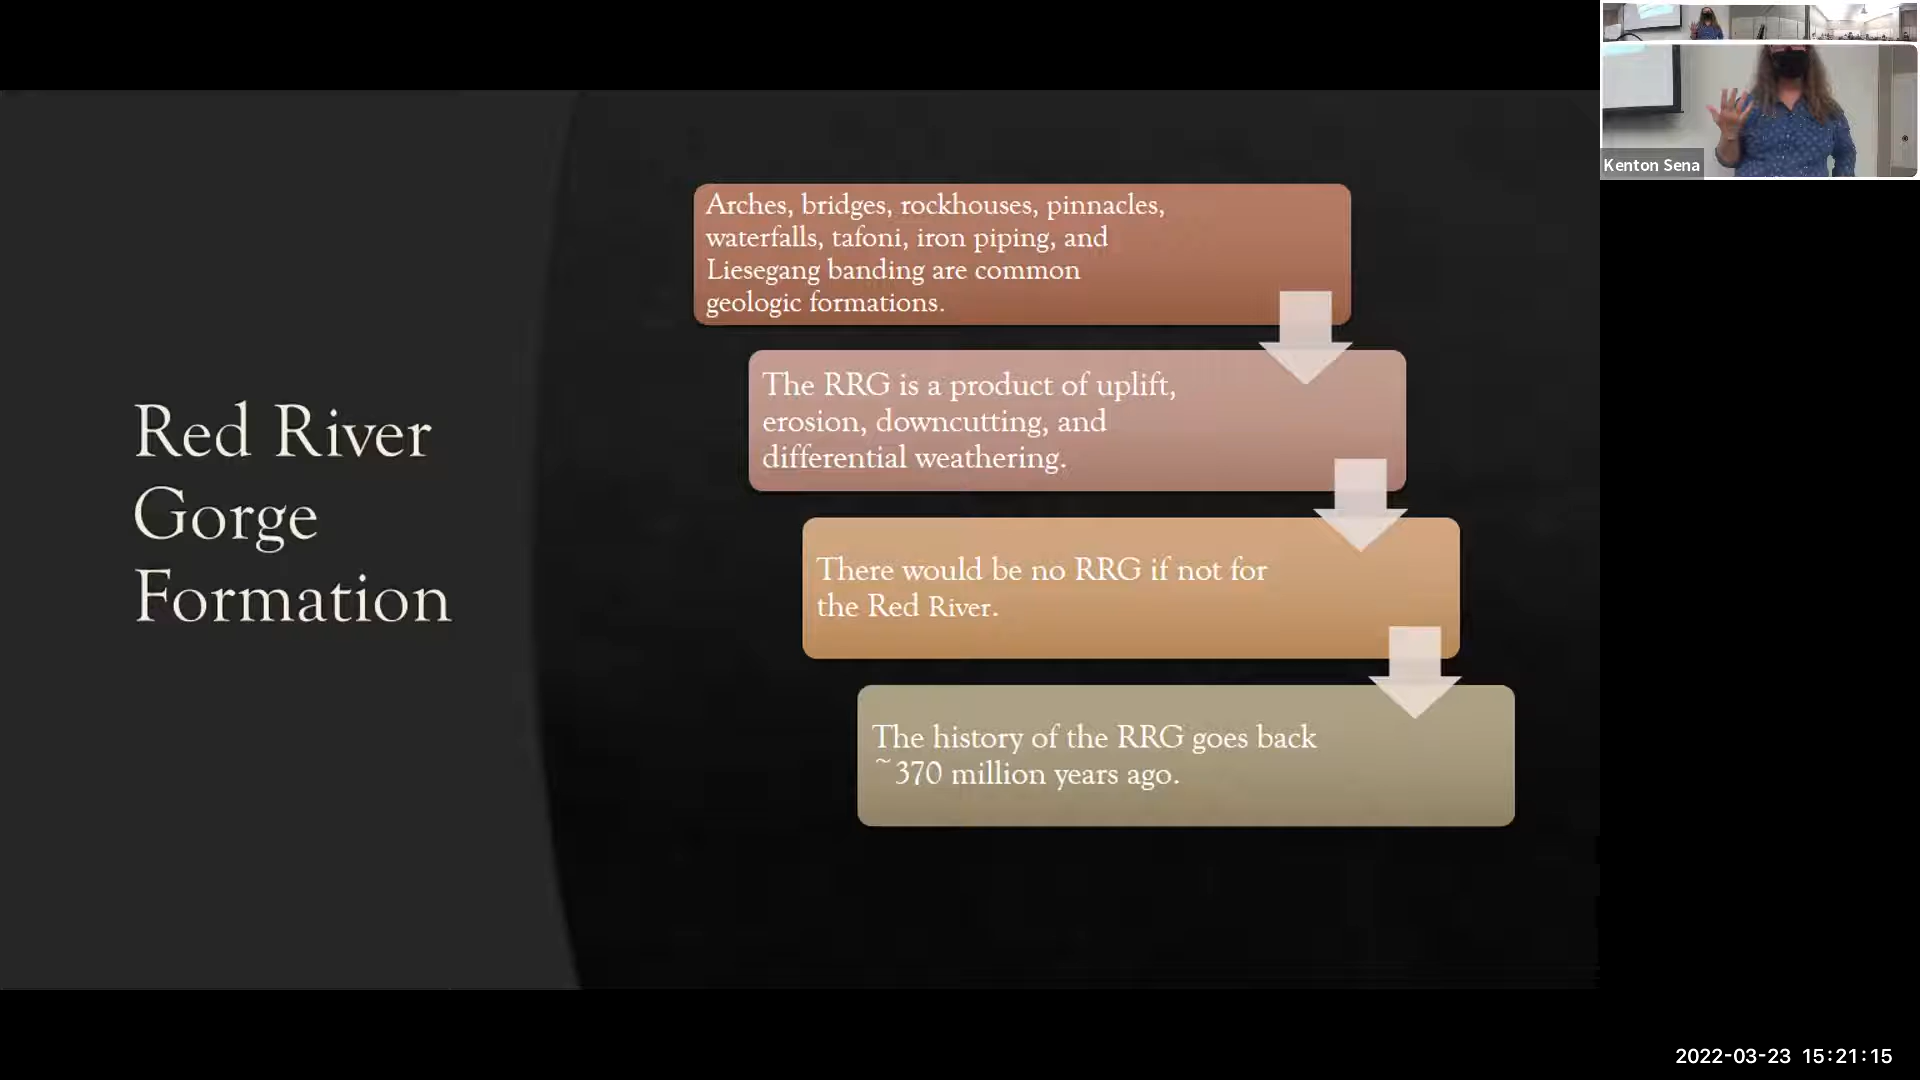 Red River
Gorge
Formation
Arches, bridges, rockhouses, pinnacles,
waterfalls, tafoni, iron piping, and
Liesegang banding are common
geologic formations.
The RRG is a product of uplift,
erosion, downcutting, and
differential weathering.
There would be no RRG if not for
the Red River.
The history of the RRG goes back
~370 million years ago.
Kenton Sena
2022-03-23 15:21:15